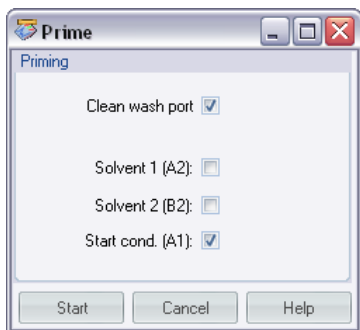 Prime
Priming
Clean wash port
Solvent 1 (A2):
Solvent 2 (B2):
Start cond. (A1):
Start Cancel Help